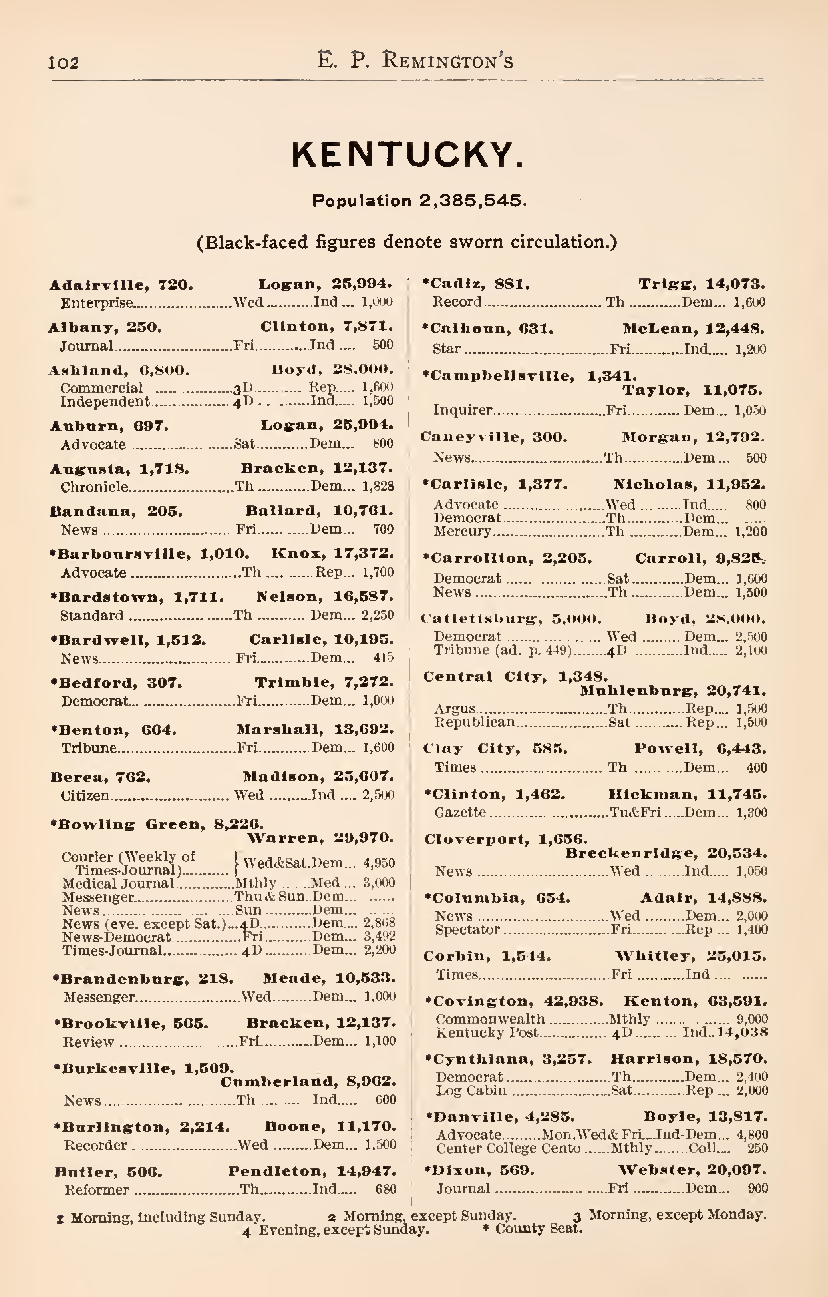 102 E. P. Remington's
KENTUCKY.
Population 2,385,545.
(Black-faced figures denote sworn circulation.)
Adairville, 720. Logan, 25,994.
Enterprise Wed Ind 1,000
Albany, 250. Clinton, 7,871.
Journal Fri Ind 500
Ashland, 6,800. Boyd, 28,000.
Commercial 3D Rep 1,600
Independent 4D Ind 1,500
Auburn, 697. Logan, 25,994.
Advocate Sat Dem 800
Augusta, 1,718. Bracken, 12,137.
Chronicle Th Dem 1,828
Bandana, 205. Ballard, 10,761.
News Fri Dem 700
*Barboursville, 1,010. Knox, 17,372.
Advocate Th Rep 1,700
*Bardstown, 1,711. Nelson, 16,587.
Standard Th Dem 2,250
*Bardwell, 1,512. Carlisle, 10,195.
News Fri Dem 415
*Bedford, 307. Trimble, 7,272.
Democrat Fri Dem 1,000
*Benton, 604. Marshall, 13,692.
Tribune Fri Dem 1,600
Berea, 762. Madison, 25,607.
Citizen Wed Ind 2,500
*Bowling Green, 8,226.
Warren, 29,970.
Courier (Weekly of
Times-Journal) } Wed&Sat. Dem 4,950
Medical Journal Mthly Med 3,000
Messenger Thu & Sun Dem
News Sun Dem
News (eve. except Sat.) 4D Dem 2,868
News-Democrat Fri Dem 3,492
Times-Journal 4D Dem 2,200
*Brandenburg, 218. Meade, 10,533.
Messenger Wed Dem 1,000
*Brookville, 565. Bracken, 12,137.
Review Fri Dem 1,100
*Burkesville, 1,509.
Cumberland, 8,962.
News Th Ind 600
*Burlington, 2,214. Boone, 11,170.
Recorder Wed Dem 1,500
Butler, 506. Pendleton, 14,947.
Reformer Th Ind 680
*Cadiz, 881. Trigg, 14,073.
Record Th Dem 1,600
*Calhoun, 631. McLean, 12,448.
Star Fri Ind 1,200
*Campbellsville, 1,341.
Taylor, 11,075.
Inquirer Fri Dem 1,050
Caneyville, 300. Morgan, 12,792.
News Th Dem 500
*Carlisle, 1,377. Nicholas, 11,952.
Advocate Wed Ind 800
Democrat Th Dem
Mercury Th Dem 1,200
*Carrollton, 2,205. Carroll, 9,825.
Democrat Sat Dem 1,600
News Th Dem 1,500
Catlettsburg, 5,000. Boyd, 28,000.
Democrat Wed Dem 2,500
Tribune (ad. p. 449) 4D Ind 2,100
Central City, 1,348.
Muhlenburg, 20,741.
Argus Th Rep 1,500
Republican Sat Rep 1,500
Clay City, 585. Powell, 6,443.
Times Th Dem 400
*Clinton, 1,462. Hickman, 11,745.
Gazette Tu&Fri Dem 1,300
Cloverport, 1,656.
Breckenridge, 20,534.
News Wed Ind 1,050
*Columbia, 654. Adair, 14,888.
News Wed Dem 2,000
Spectator Fri Rep 1,400
Corbin, 1,544. Whitley, 25,015.
Times Fri Ind
*Covington, 42,938. Kenton, 63,591.
Commonwealth Mthly 9,000
Kentucky Post 4D Ind 14,038
*Cynthiana, 3,257. Harrison, 18,570.
Democrat Th Dem 2,400
Log Cabin Sat Rep 2,000
*Danville, 4,285. Boyle, 13,817.
Advocate Mon. Wed & Fri Ind-Dem 4,800
Center College Cento Mthly Coll 250
*Dixon, 569. Webster, 20,097.
Journal Fri Dem 900
1 Morning, including Sunday. 2 Morning, except Sunday. 3 Morning, except Monday.
4 Evening, except Sunday. * County Seat.